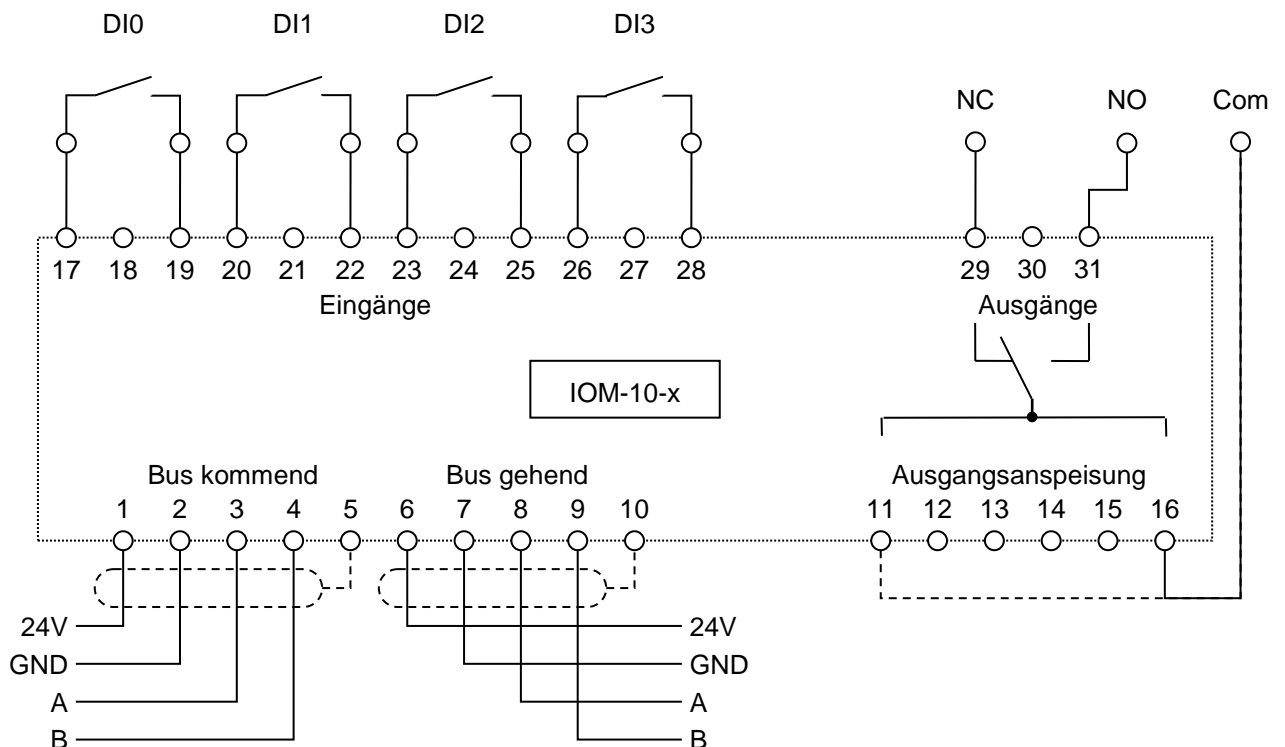 DI0 DI1 DI2 DI3
NC NO Com
17 18 19 20 21 22 23 24 25 26 27 28 29 30 31
Eingänge Ausgänge
IOM-10-x
Bus kommend Bus gehend Ausgangsanspeisung
1 2 3 4 5 6 7 8 9 10 11 12 13 14 15 16
24V 24V
GND GND
A A
B B